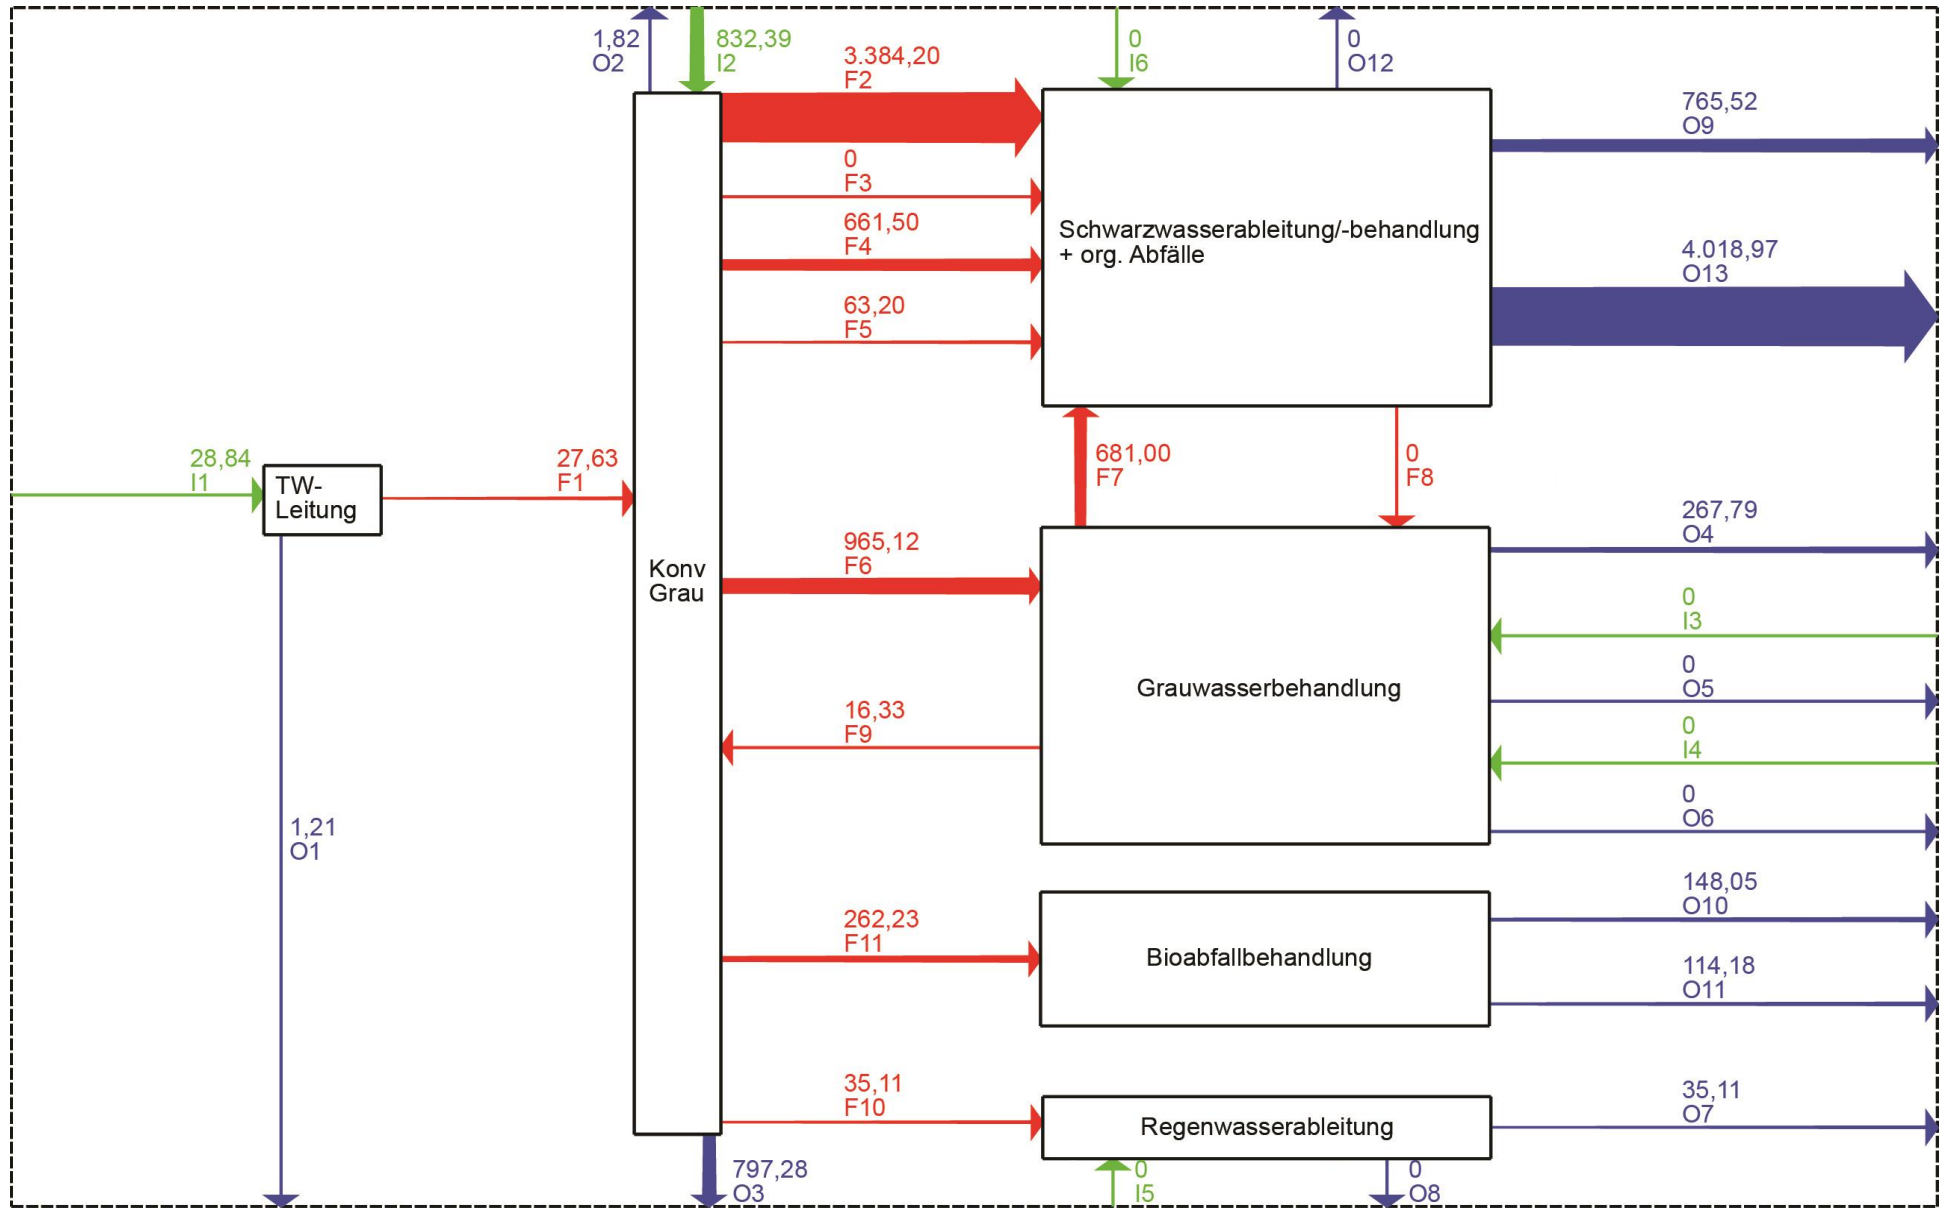 1,82
O2
832,39
I2
3.384,20
F2
0
I6
0
O12
765,52
O9
0
F3
661,50
F4
63,20
F5
Schwarzwasserableitung/-behandlung
+ org. Abfälle
4.018,97
O13
28,84
I1
TW-
Leitung
27,63
F1
681,00
F7
0
F8
267,79
O4
965,12
F6
Konv
Grau
0
I3
0
O5
Grauwasserbehandlung
16,33
F9
0
I4
0
O6
1,21
O1
148,05
O10
262,23
F11
Bioabfallbehandlung
114,18
O11
35,11
F10
Regenwasserableitung
35,11
O7
797,28
O3
0
I5
0
O8